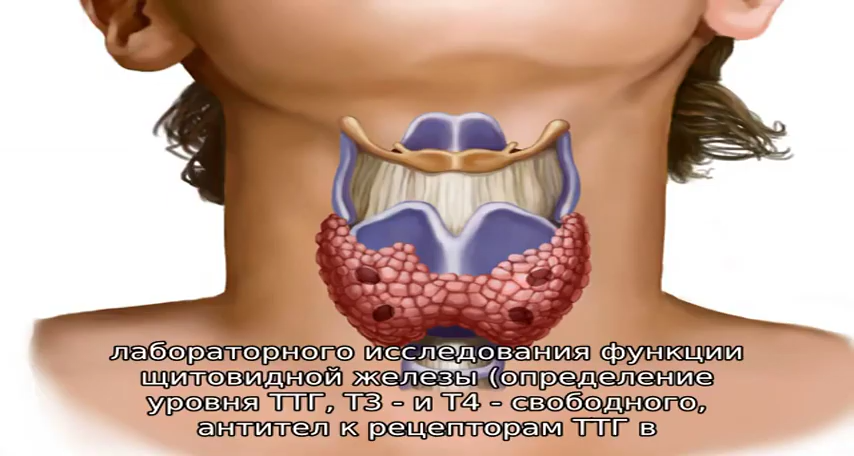 лабораторного исследования функции
щитовидной железы (определение
уровня ТТГ, Т3 - и Т4 - свободного,
антител к рецепторам ТТГ в